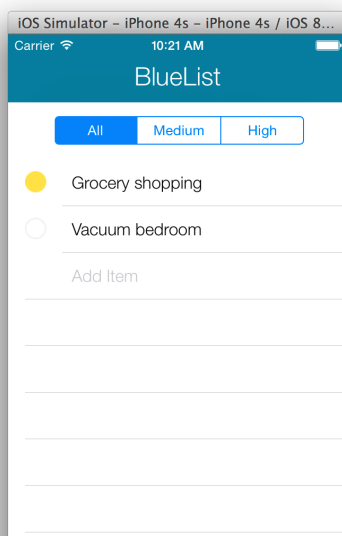 iOS Simulator – iPhone 4s – iPhone 4s / iOS 8...
Carrier 10:21 AM
BlueList
All Medium High
Grocery shopping
Vacuum bedroom
Add Item